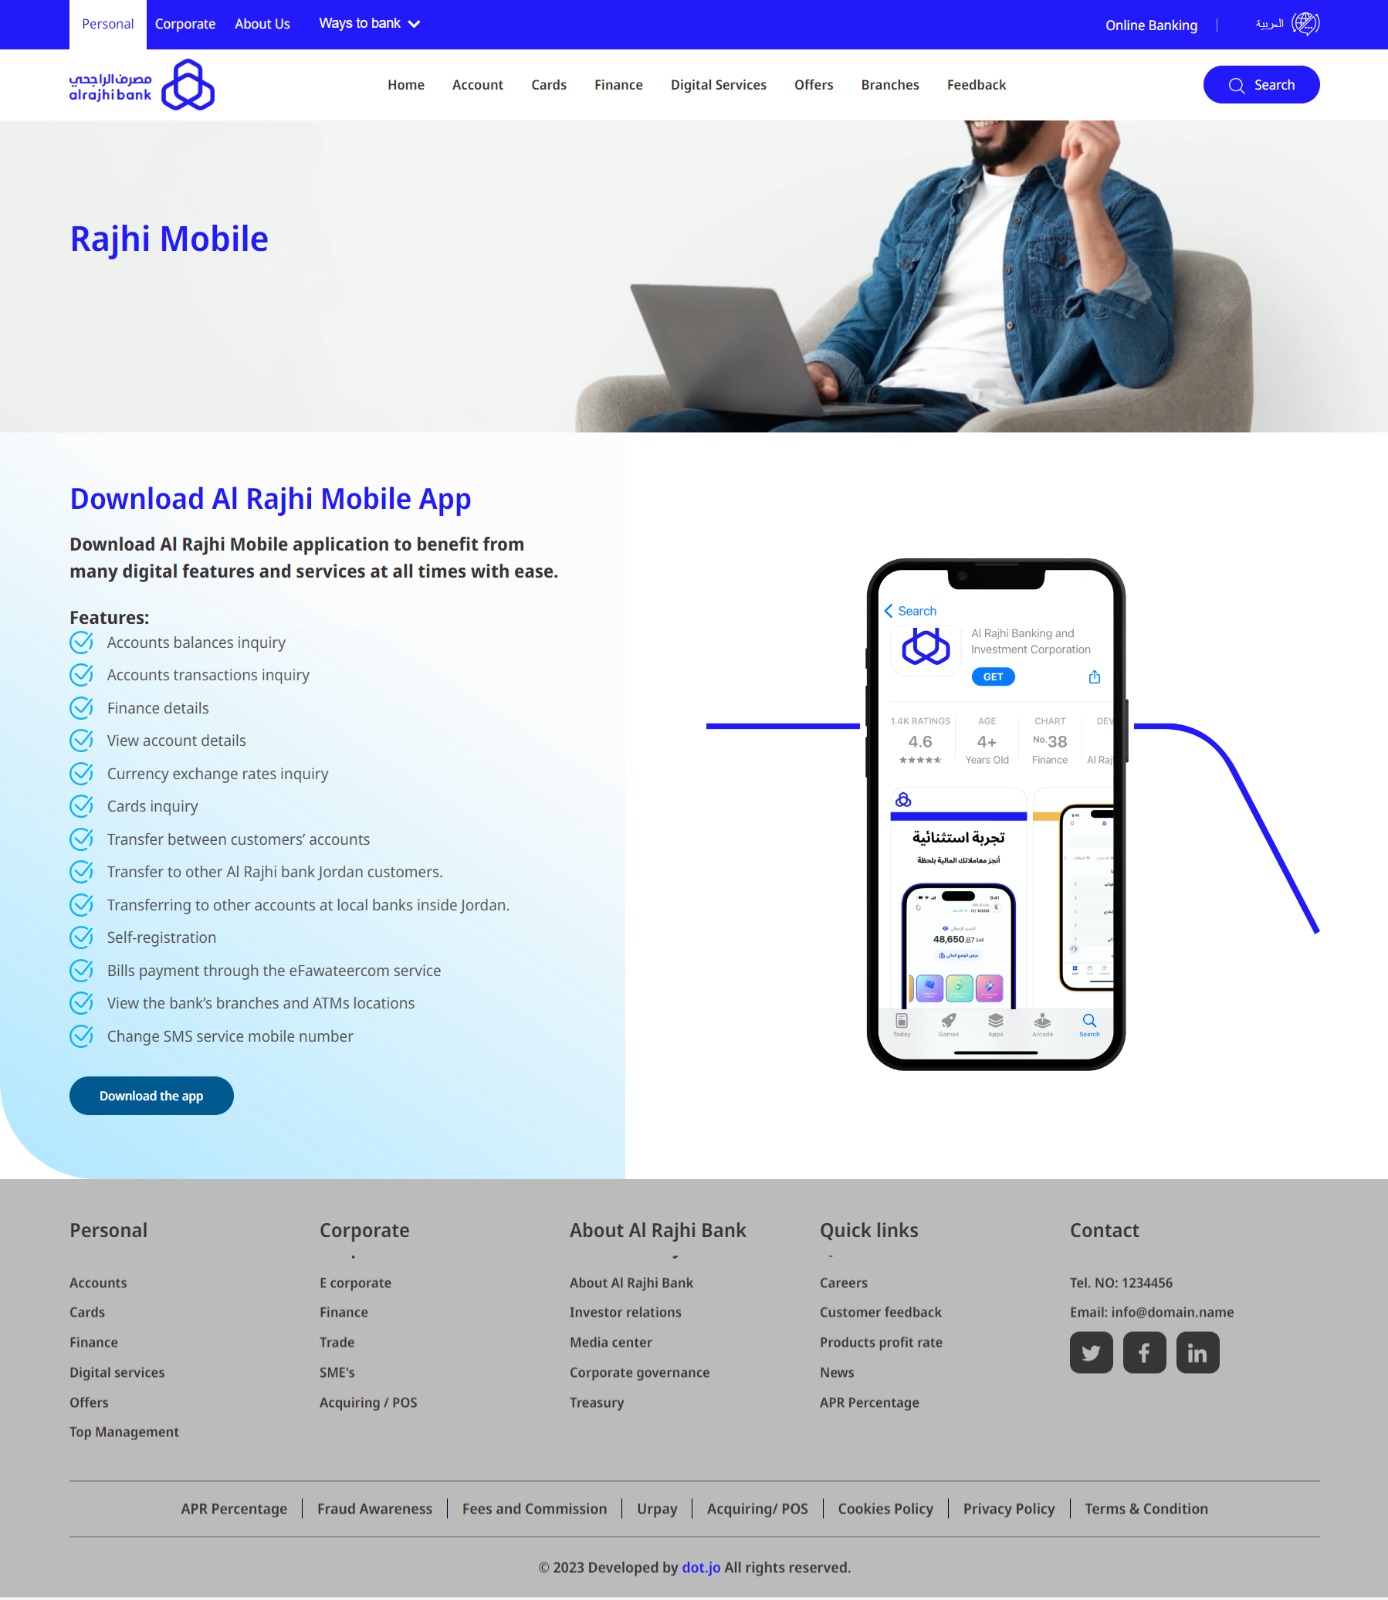 Personal Corporate About Us Ways to bank Online Banking العربية
مصرف الراجحي
alrajhi bank
Home Account Cards Finance Digital Services Offers Branches Feedback Search
Rajhi Mobile
Download Al Rajhi Mobile App
Download Al Rajhi Mobile application to benefit from
many digital features and services at all times with ease.
Features:
Accounts balances inquiry
Accounts transactions inquiry
Finance details
View account details
Currency exchange rates inquiry
Cards inquiry
Transfer between customers’ accounts
Transfer to other Al Rajhi bank Jordan customers.
Transferring to other accounts at local banks inside Jordan.
Self-registration
Bills payment through the eFawateercom service
View the bank’s branches and ATMs locations
Change SMS service mobile number
Download the app
Search
Al Rajhi Banking and
Investment Corporation
GET
1.4K RATINGS AGE CHART DEV
4.6 4+ No.38
★★★★★ Years Old Finance Al Raj
تجربة استثنائية
أنجز معاملاتك المالية بلحظة
9:41
48,650.87 SAR
عرض الوضع المالي
Today Games Apps Arcade Search
Personal
Accounts
Cards
Finance
Digital services
Offers
Top Management
Corporate
E corporate
Finance
Trade
SME's
Acquiring / POS
About Al Rajhi Bank
About Al Rajhi Bank
Investor relations
Media center
Corporate governance
Treasury
Quick links
Careers
Customer feedback
Products profit rate
News
APR Percentage
Contact
Tel. NO: 1234456
Email: info@domain.name
APR Percentage Fraud Awareness Fees and Commission Urpay Acquiring/ POS Cookies Policy Privacy Policy Terms & Condition
© 2023 Developed by dot.jo All rights reserved.